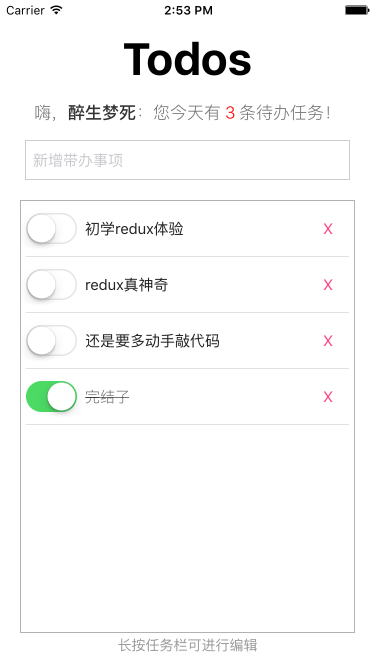 Carrier 2:53 PM
Todos
嗨，醉生梦死：您今天有 3 条待办任务！
新增带办事项
初学redux体验 X
redux真神奇 X
还是要多动手敲代码 X
完结子 X
长按任务栏可进行编辑